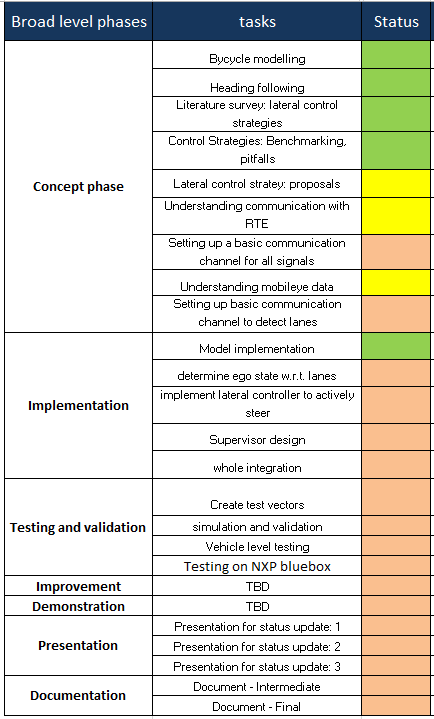 Broad level phases tasks Status
Bycycle modelling
Heading following
Literature survey: lateral control
strategies
Control Strategies: Benchmarking,
pitfalls
Concept phase
Lateral control stratey: proposals
Understanding communication with
RTE
Setting up a basic communication
channel for all signals
Understanding mobileye data
Setting up basic communication
channel to detect lanes
Model implementation
determine ego state w.r.t. lanes
Implementation
implement lateral controller to actively
steer
Supervisor design
whole integration
Create test vectors
Testing and validation
simulation and validation
Vehicle level testing
Testing on NXP bluebox
Improvement TBD
Demonstration TBD
Presentation for status update: 1
Presentation
Presentation for status update: 2
Presentation for status update: 3
Documentation
Document - Intermediate
Document - Final